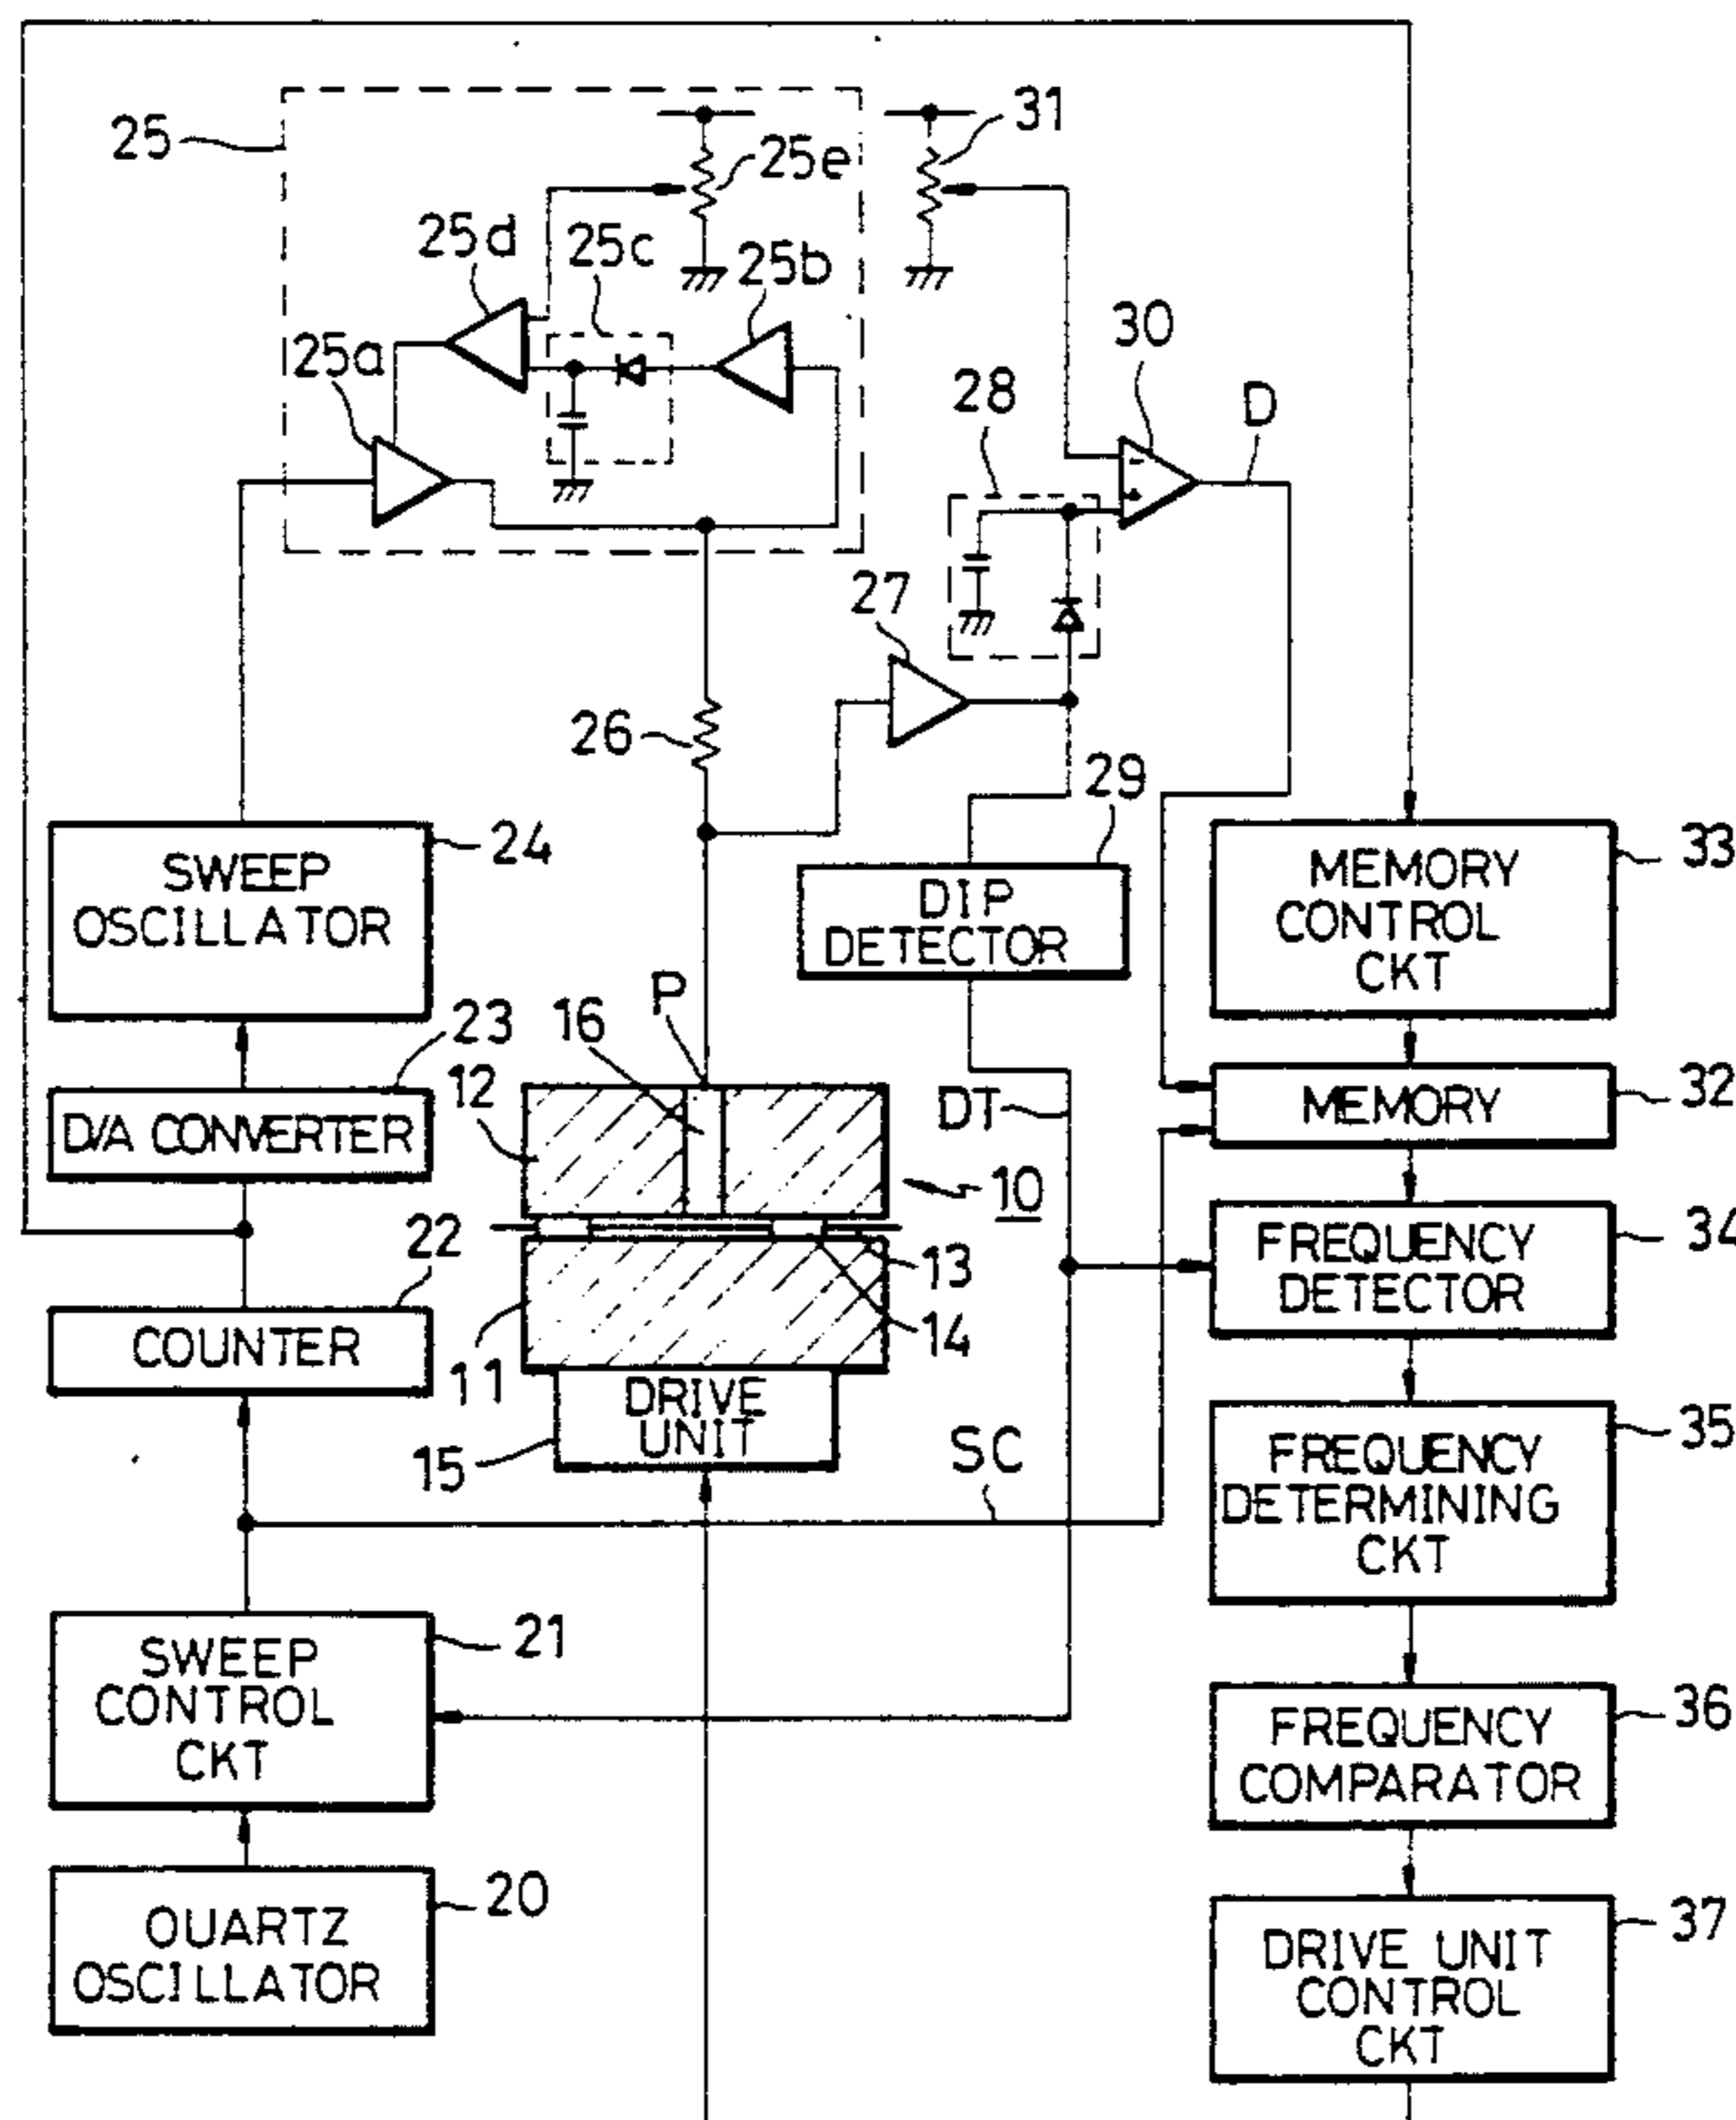 25
31
25e
25d
25c
25b
25a
30
28
D
27
26
29
SWEEP
OSCILLATOR
24
DIP
DETECTOR
MEMORY
CONTROL
CKT
33
P
16
23
12
D/A CONVERTER
DT
MEMORY
32
10
22
13
FREQUENCY
DETECTOR
34
COUNTER
14
11
DRIVE
UNIT
15
SC
FREQUENCY
DETERMINING
CKT
35
21
SWEEP
CONTROL
CKT
FREQUENCY
COMPARATOR
36
20
QUARTZ
OSCILLATOR
DRIVE UNIT
CONTROL
CKT
37
-
+